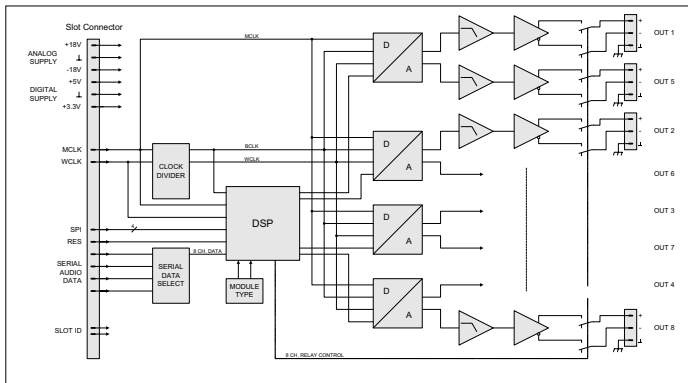 Slot Connector
+18V
ANALOG
SUPPLY
-18V
+5V
DIGITAL
SUPPLY
+3.3V
MCLK
WCLK
SPI
RES
SERIAL
AUDIO
DATA
SLOT ID
MCLK
BCLK
WCLK
CLOCK
DIVIDER
4
DSP
8 CH. DATA
SERIAL
DATA
SELECT
MODULE
TYPE
8 CH. RELAY CONTROL
D
A
D
A
D
A
D
A
+
-
OUT 1
+
-
OUT 5
+
-
OUT 2
OUT 6
OUT 3
OUT 7
OUT 4
+
-
OUT 8